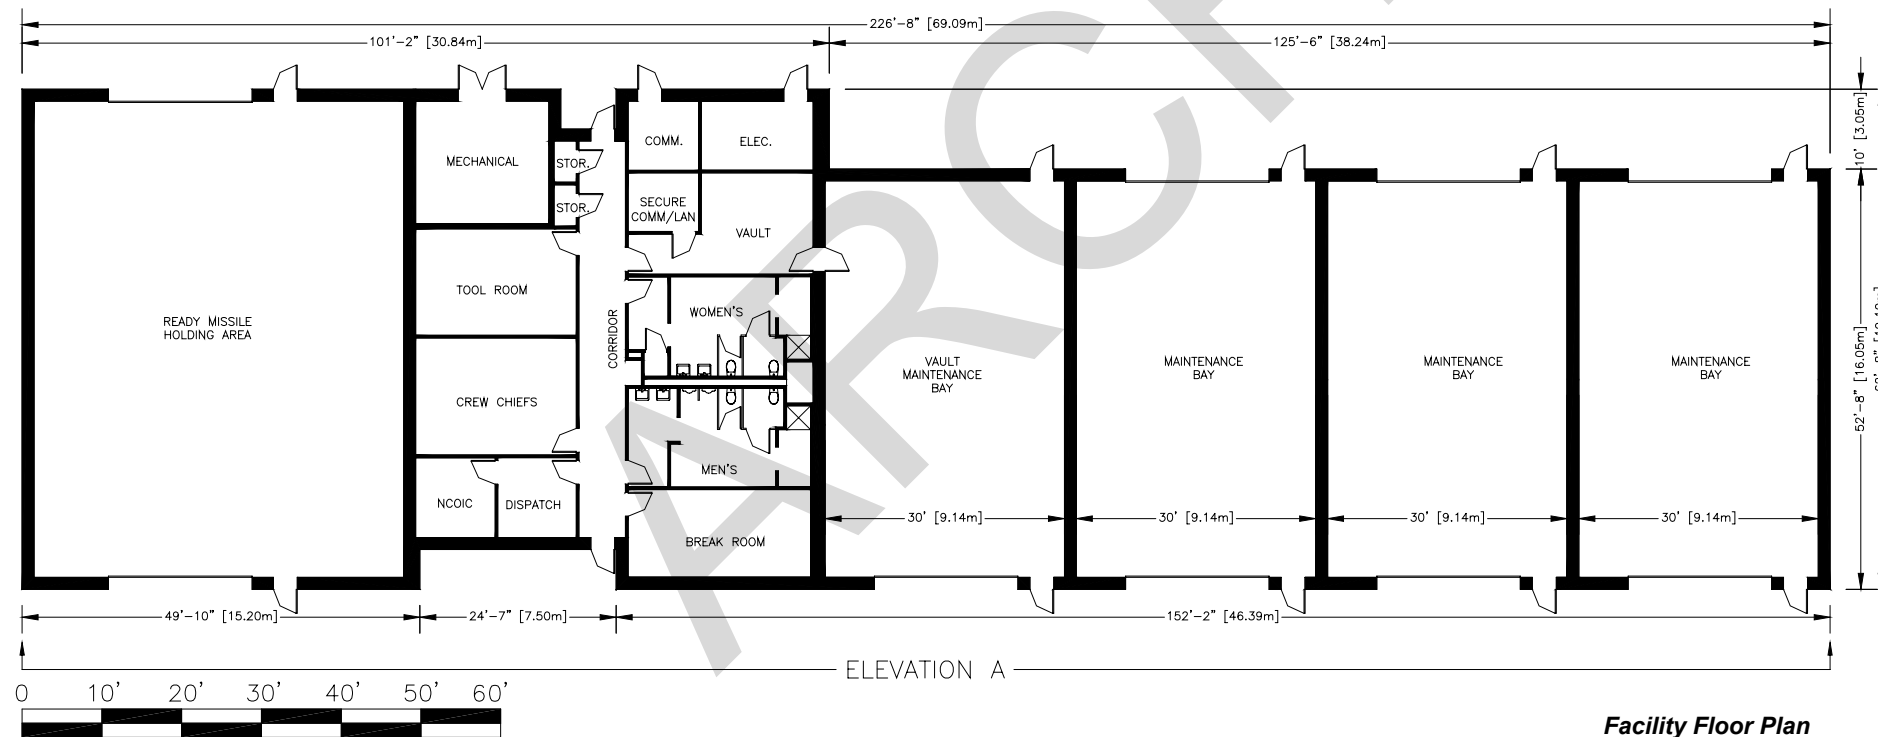 226'-8" [69.09m]
101'-2" [30.84m]
125'-6" [38.24m]
10' [3.05m]
COMM.
ELEC.
MECHANICAL
STOR.
STOR.
SECURE
COMM/LAN
VAULT
TOOL ROOM
WOMEN'S
READY MISSILE
HOLDING AREA
CORRIDOR
VAULT
MAINTENANCE
BAY
MAINTENANCE
BAY
MAINTENANCE
BAY
MAINTENANCE
BAY
52'-8" [16.05m]
CREW CHIEFS
MEN'S
NCOIC
DISPATCH
BREAK ROOM
30' [9.14m]
30' [9.14m]
30' [9.14m]
30' [9.14m]
49'-10" [15.20m]
24'-7" [7.50m]
152'-2" [46.39m]
ELEVATION A
0 10' 20' 30' 40' 50' 60'
Facility Floor Plan